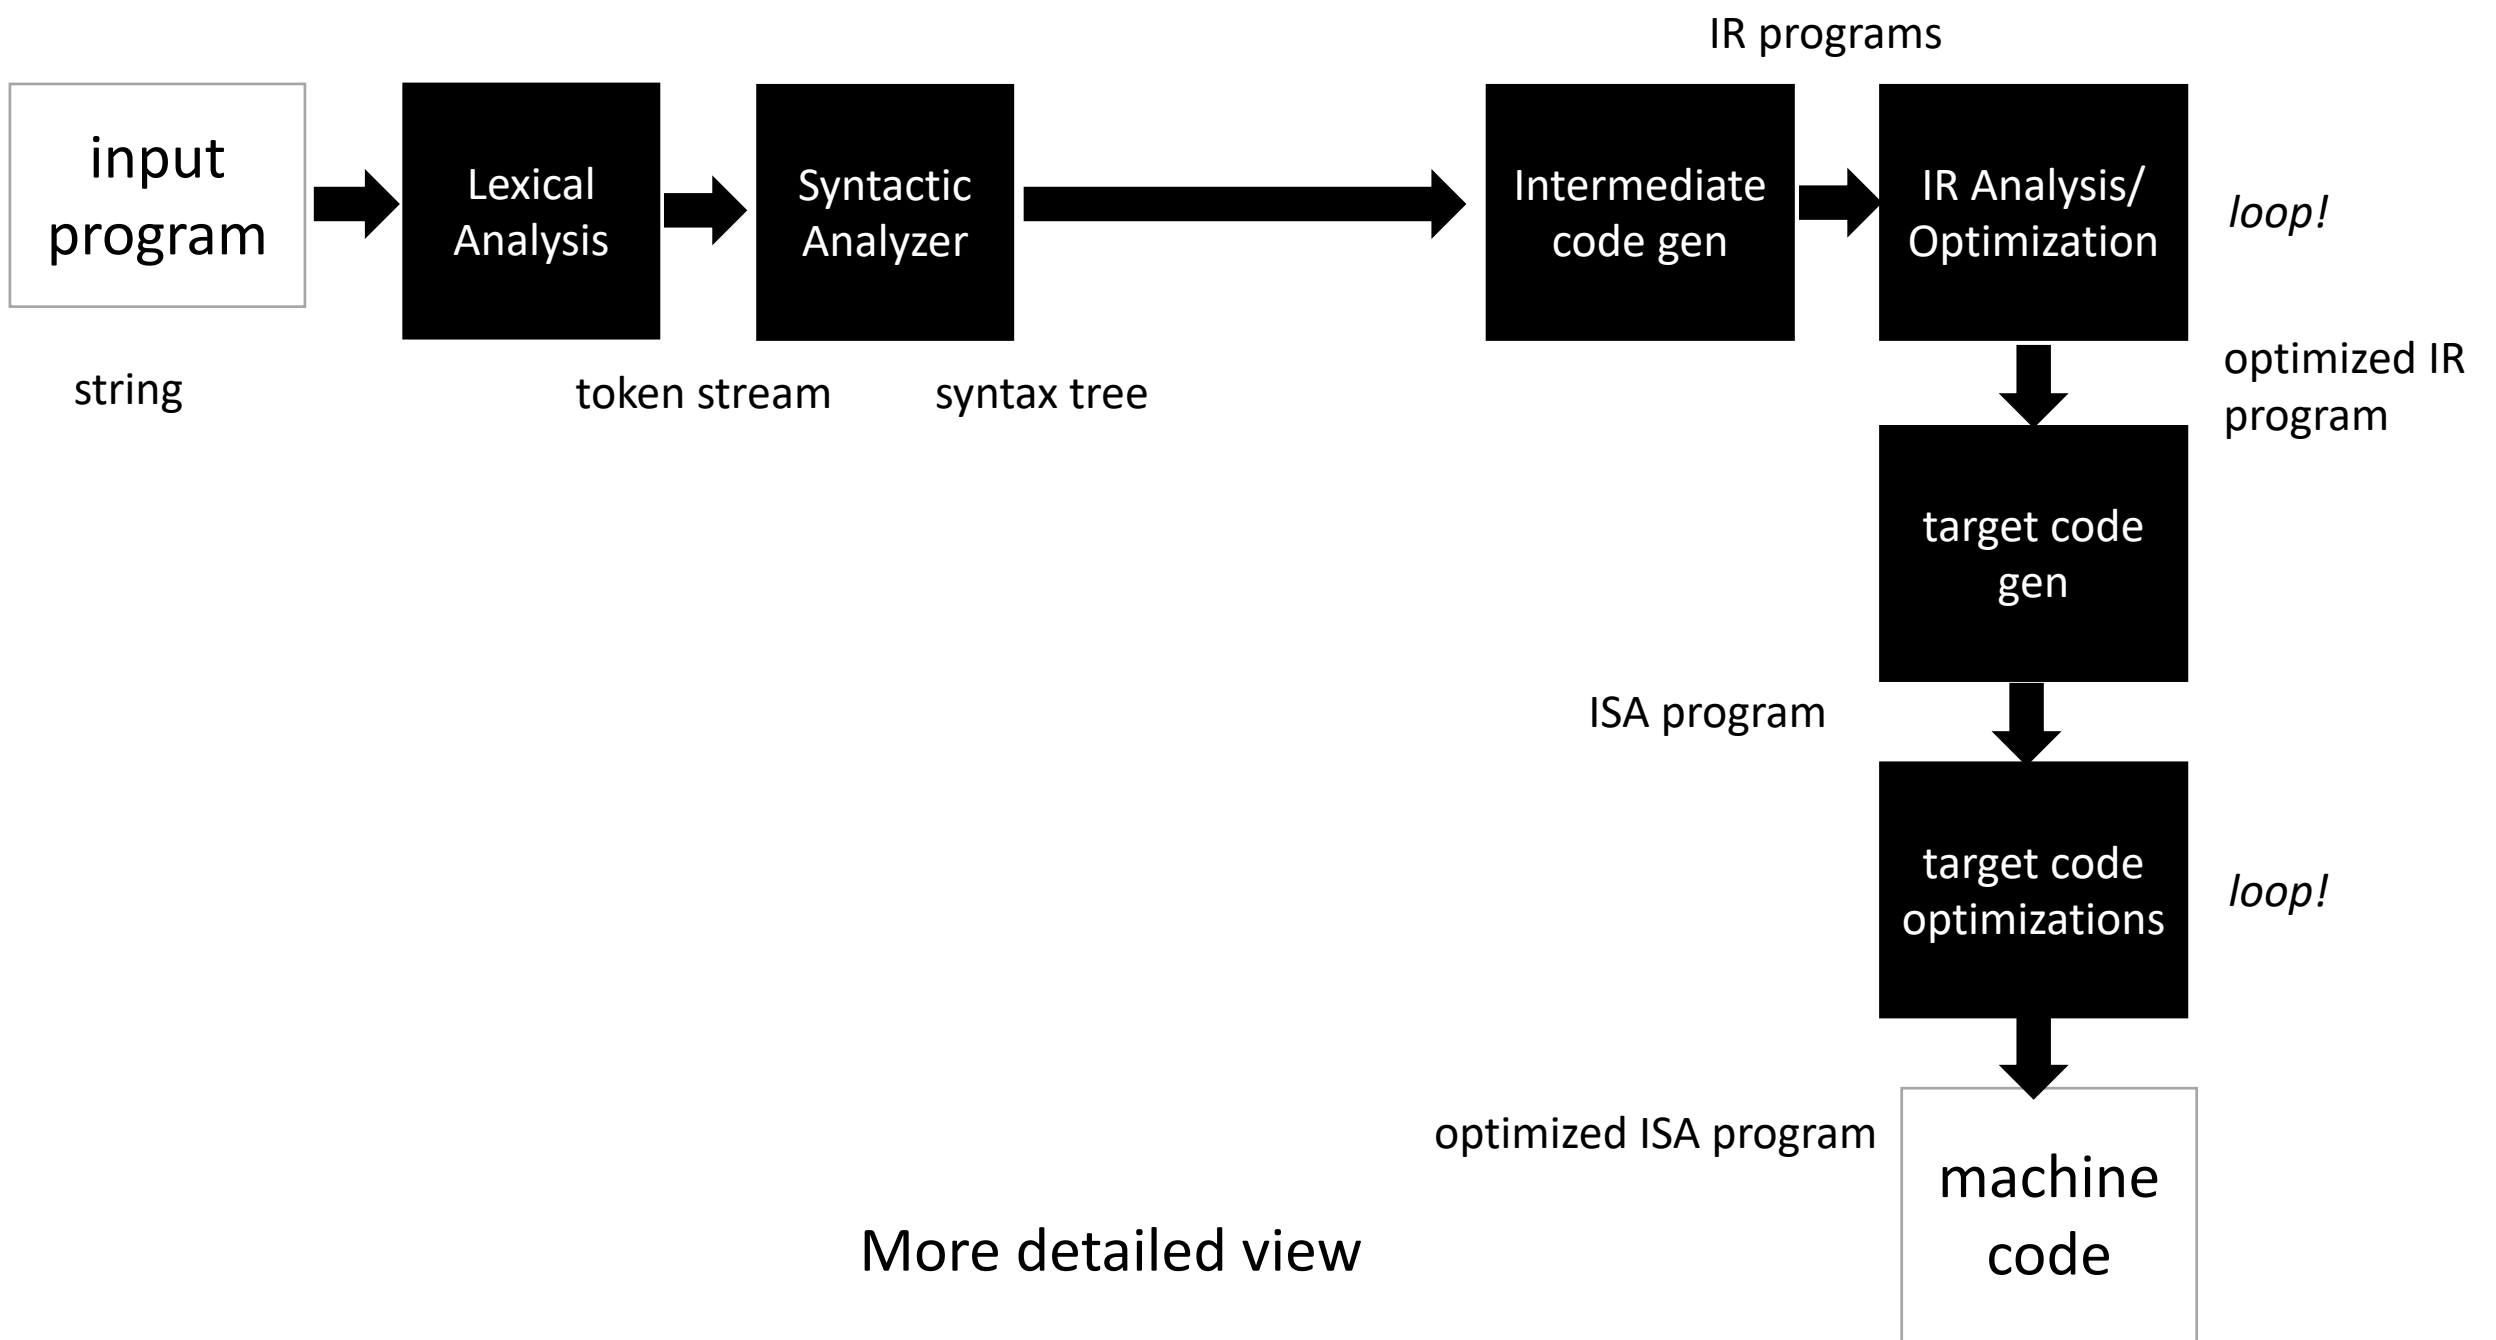 IR programs
input
program
Lexical
Analysis
Syntactic
Analyzer
Intermediate
code gen
IR Analysis/
Optimization
loop!
string
token stream
syntax tree
optimized IR
program
target code
gen
ISA program
target code
optimizations
loop!
optimized ISA program
machine
code
More detailed view